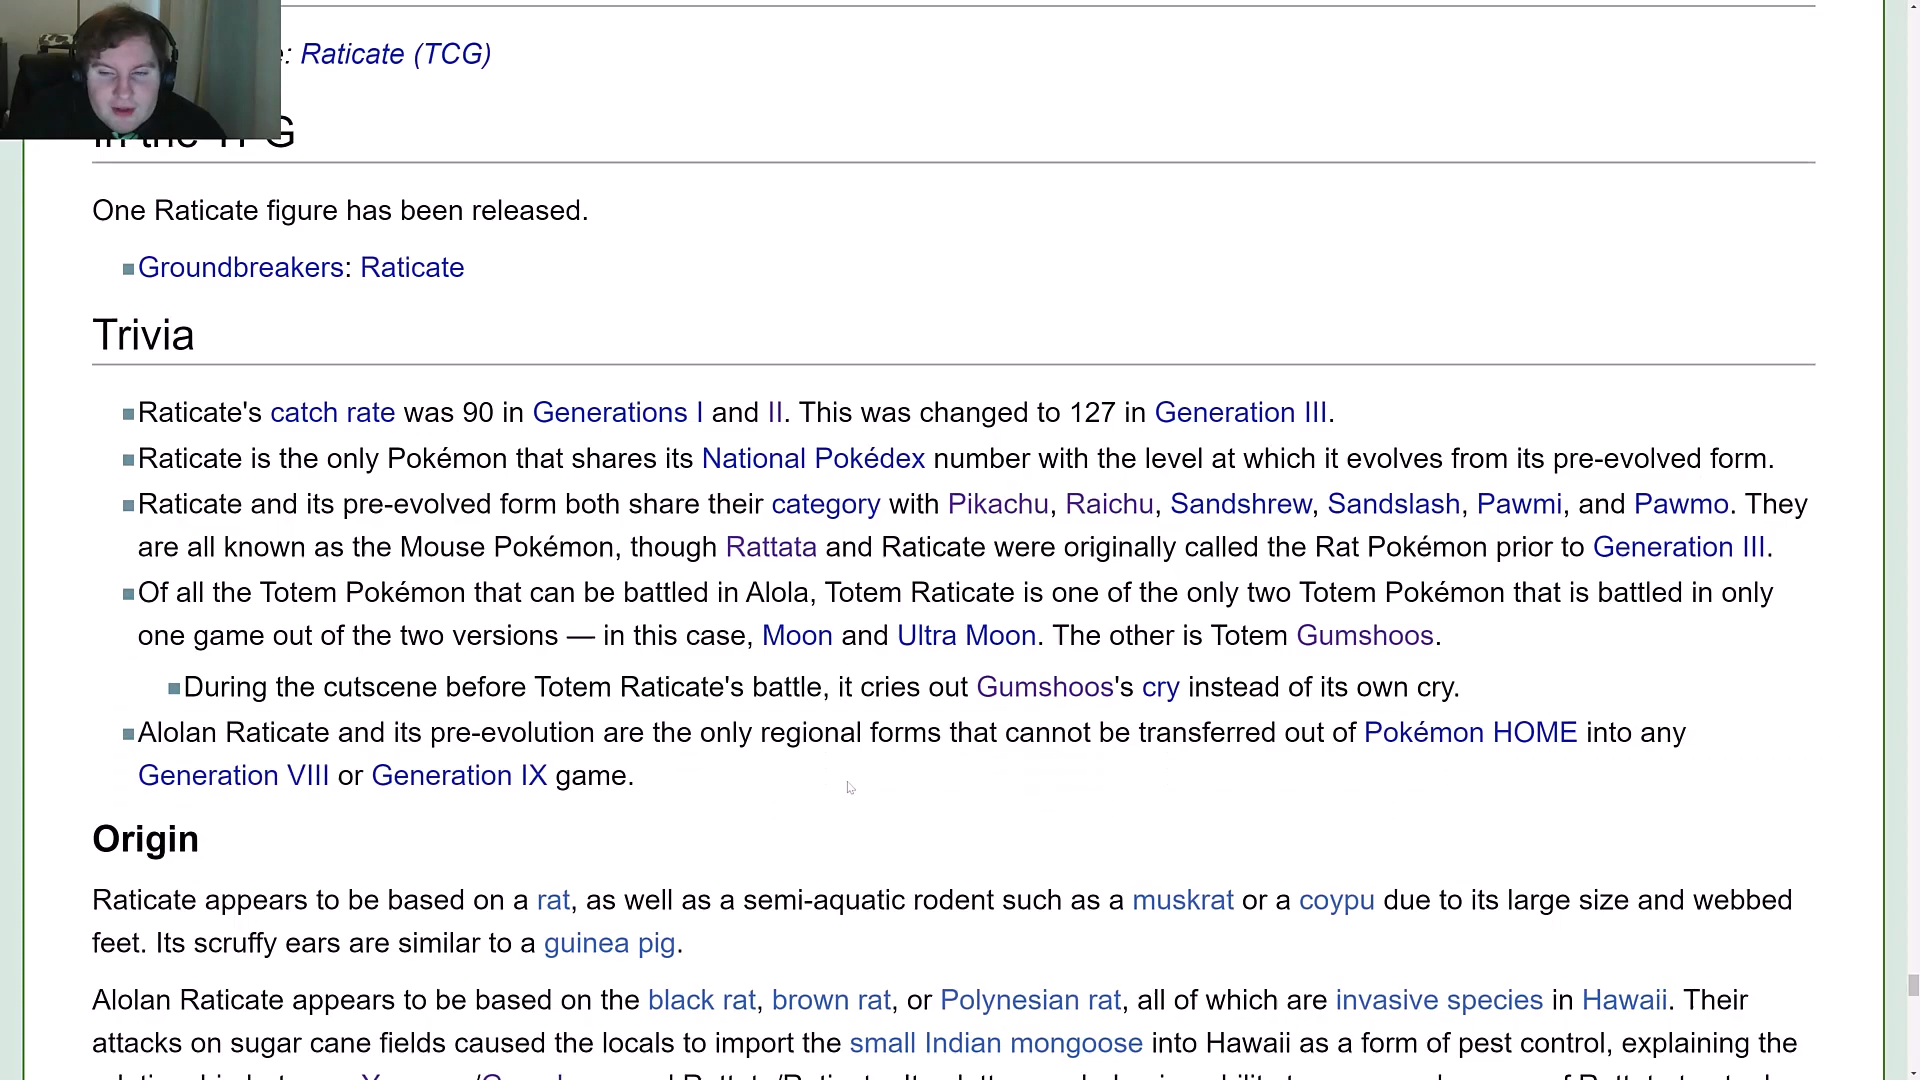 : Raticate (TCG)
In the TFG
One Raticate figure has been released.
Groundbreakers: Raticate
Trivia
Raticate's catch rate was 90 in Generations I and II. This was changed to 127 in Generation III.
Raticate is the only Pokémon that shares its National Pokédex number with the level at which it evolves from its pre-evolved form.
Raticate and its pre-evolved form both share their category with Pikachu, Raichu, Sandshrew, Sandslash, Pawmi, and Pawmo. They
are all known as the Mouse Pokémon, though Rattata and Raticate were originally called the Rat Pokémon prior to Generation III.
Of all the Totem Pokémon that can be battled in Alola, Totem Raticate is one of the only two Totem Pokémon that is battled in only
one game out of the two versions — in this case, Moon and Ultra Moon. The other is Totem Gumshoos.
During the cutscene before Totem Raticate's battle, it cries out Gumshoos's cry instead of its own cry.
Alolan Raticate and its pre-evolution are the only regional forms that cannot be transferred out of Pokémon HOME into any
Generation VIII or Generation IX game.
Origin
Raticate appears to be based on a rat, as well as a semi-aquatic rodent such as a muskrat or a coypu due to its large size and webbed
feet. Its scruffy ears are similar to a guinea pig.
Alolan Raticate appears to be based on the black rat, brown rat, or Polynesian rat, all of which are invasive species in Hawaii. Their
attacks on sugar cane fields caused the locals to import the small Indian mongoose into Hawaii as a form of pest control, explaining the